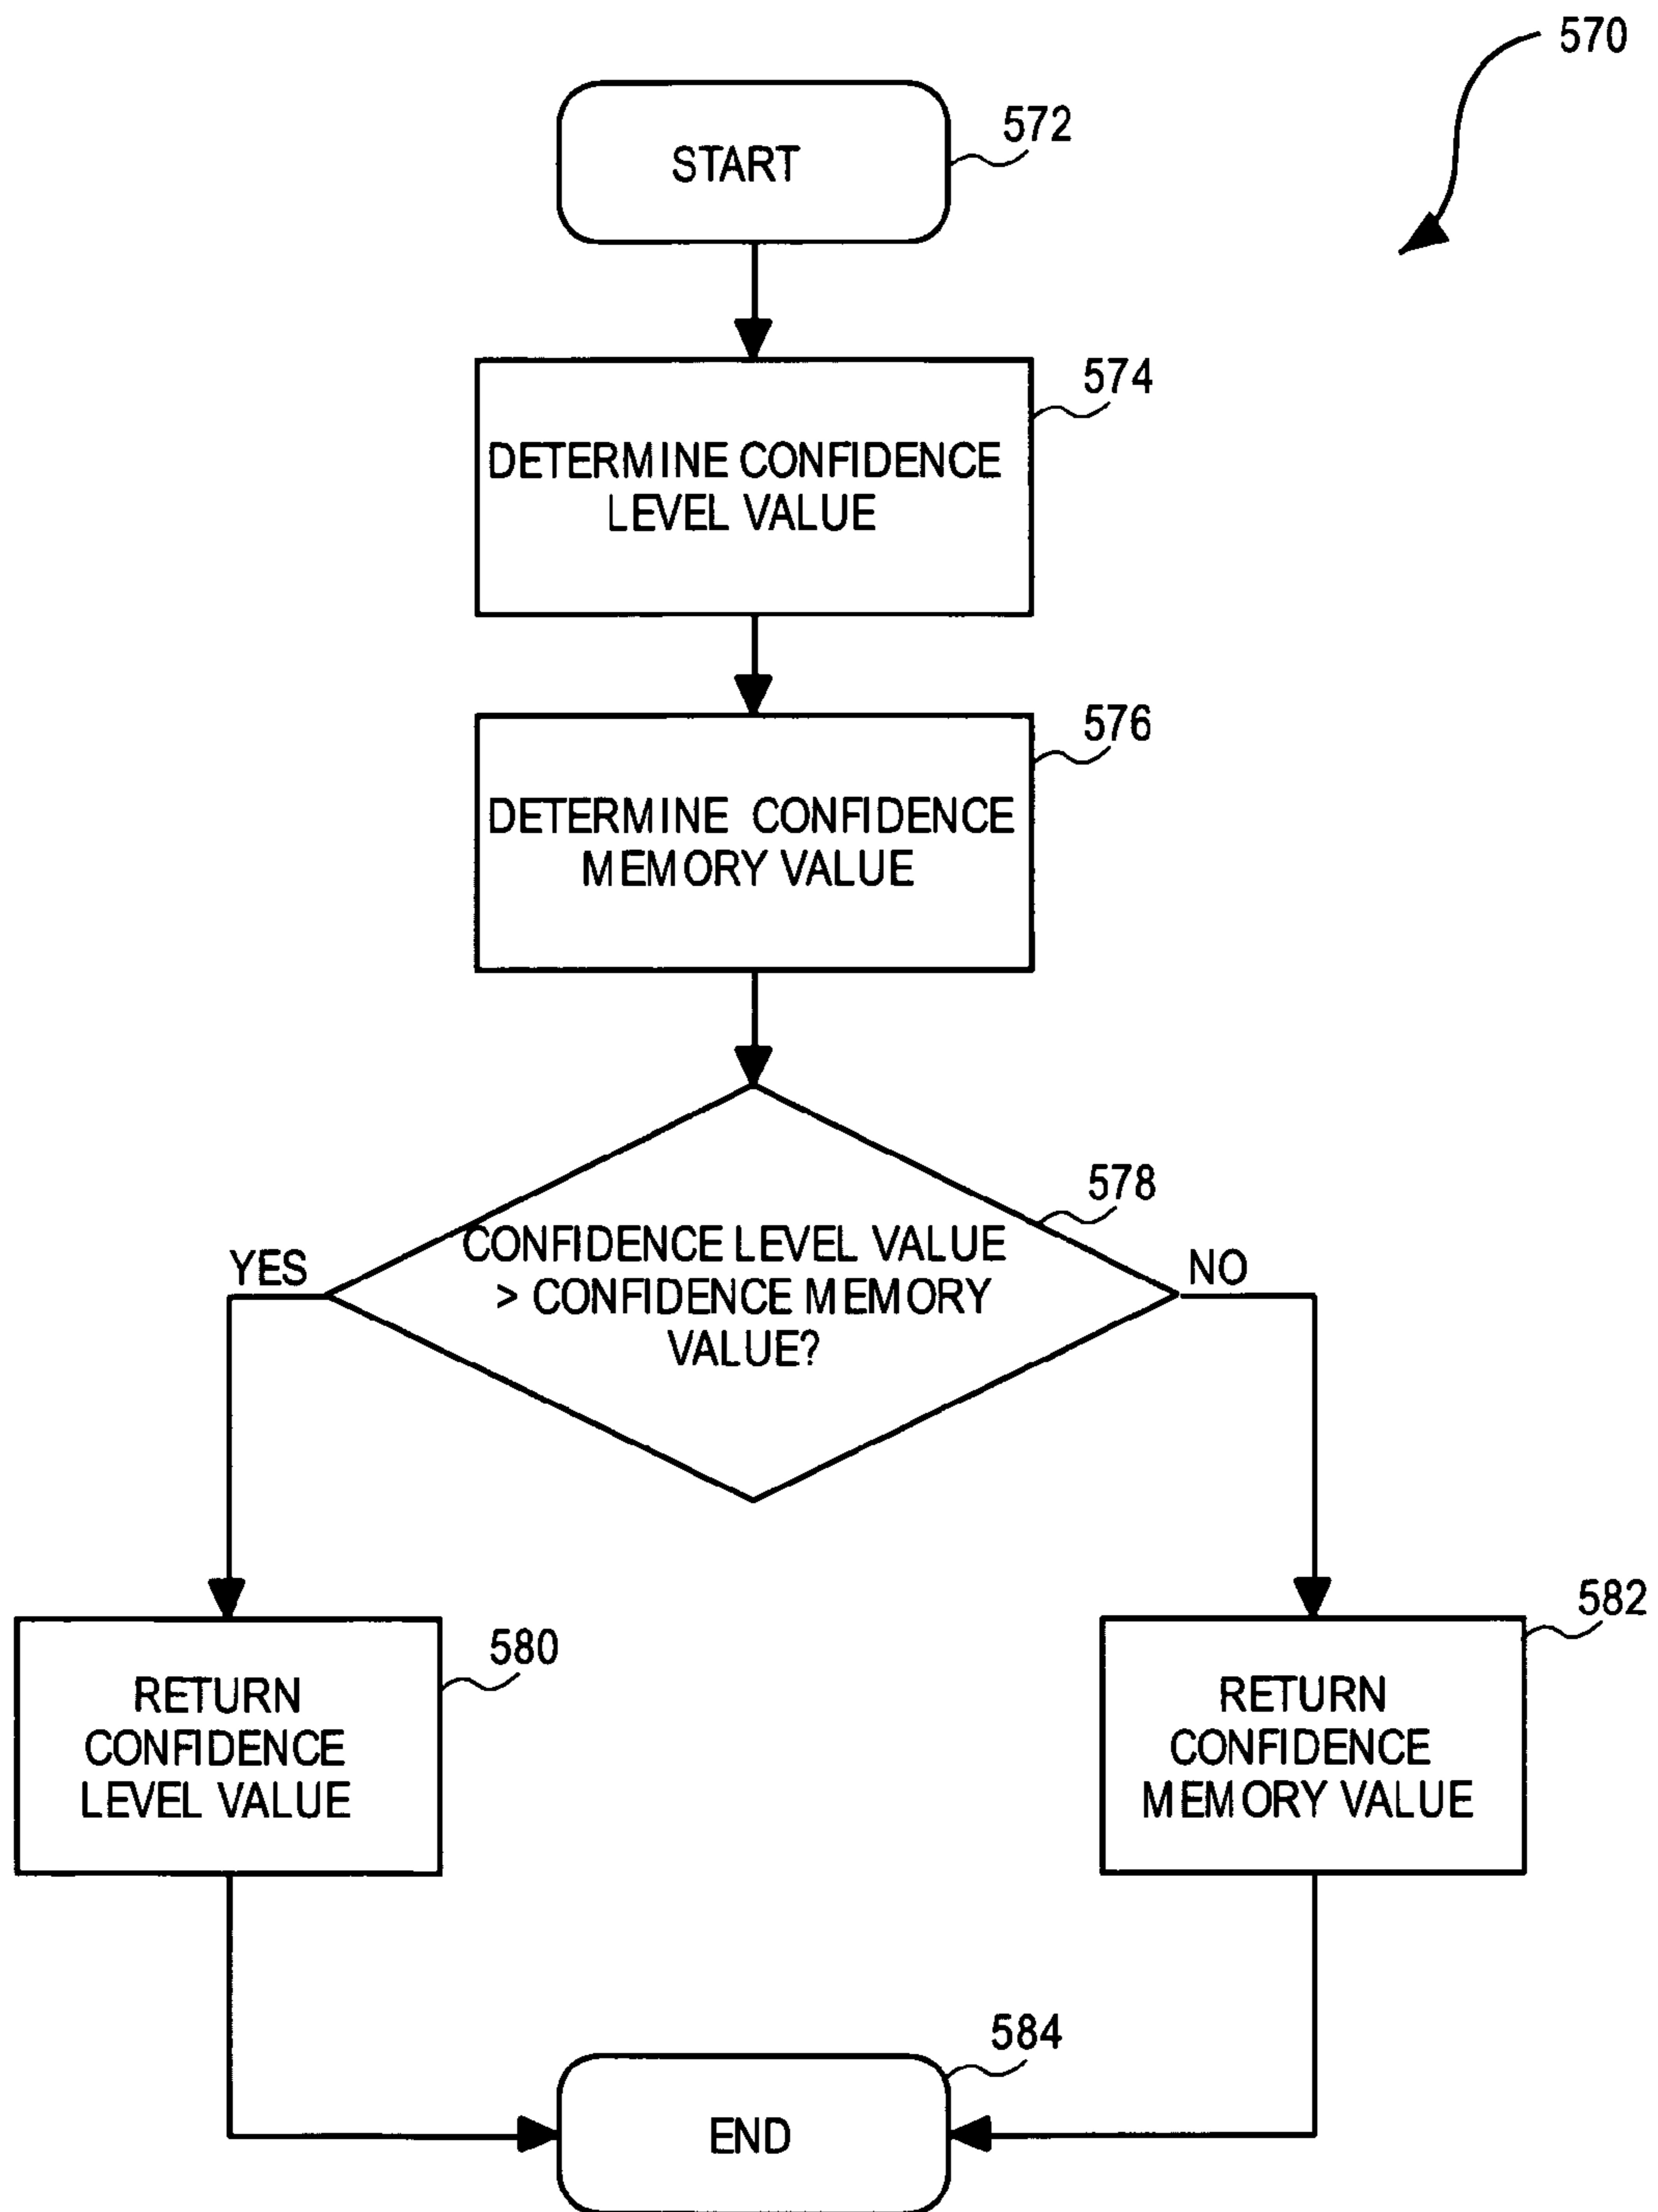 570
572
START
574
DETERMINE CONFIDENCE
LEVEL VALUE
576
DETERMINE CONFIDENCE
MEMORY VALUE
578
CONFIDENCE LEVEL VALUE
> CONFIDENCE MEMORY
VALUE?
YES
NO
580
RETURN
CONFIDENCE
LEVEL VALUE
582
RETURN
CONFIDENCE
MEMORY VALUE
584
END